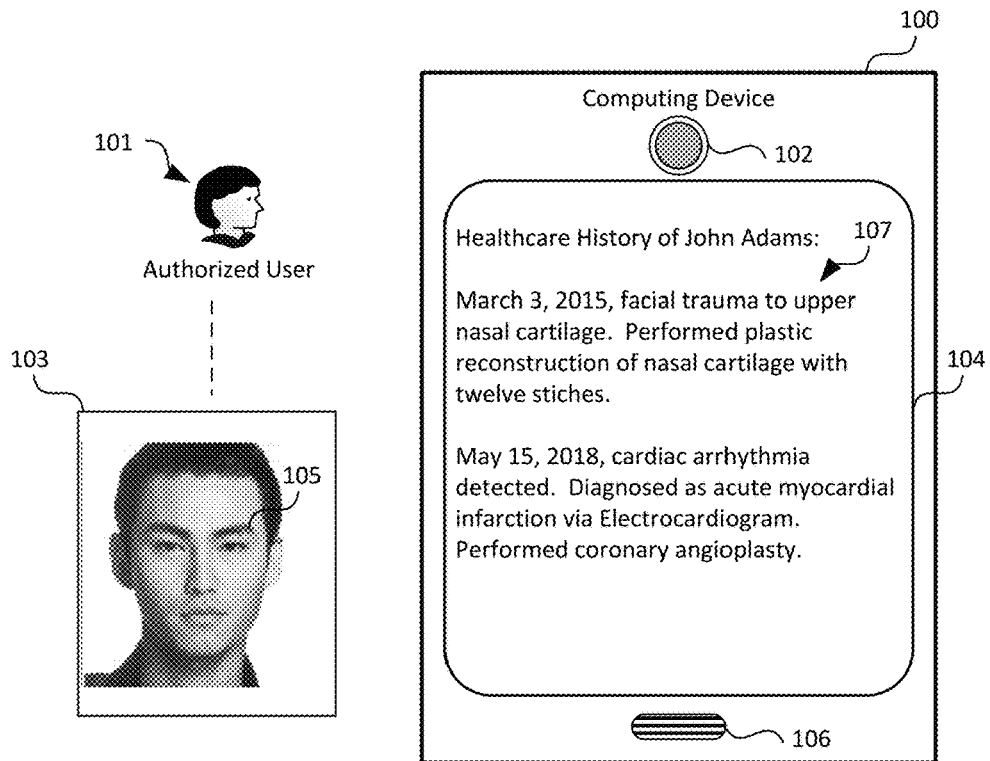 100
Computing Device
101
102
Healthcare History of John Adams:
107
Authorized User
March 3, 2015, facial trauma to upper
nasal cartilage. Performed plastic
reconstruction of nasal cartilage with
twelve stiches.
103
104
May 15, 2018, cardiac arrhythmia
detected. Diagnosed as acute myocardial
infarction via Electrocardiogram.
Performed coronary angioplasty.
105
106